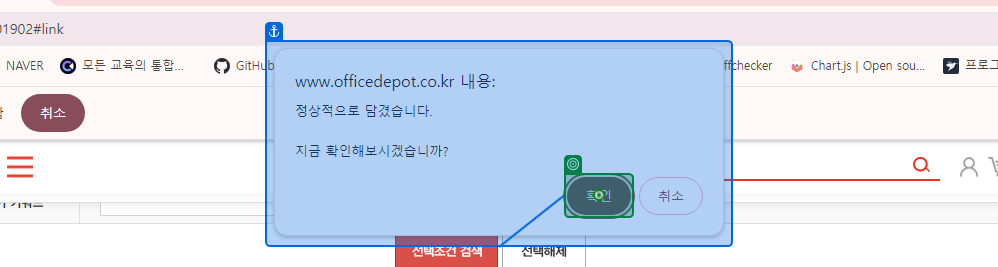 01902#link
NAVER
모든 교육의 통합...
GitHub
ffchecker
Chart.js | Open sou...
프로그
취소
www.officedepot.co.kr 내용:
정상적으로 담겼습니다.
지금 확인해보시겠습니까?
확인
취소
키워드
선택조건 검색
선택해제